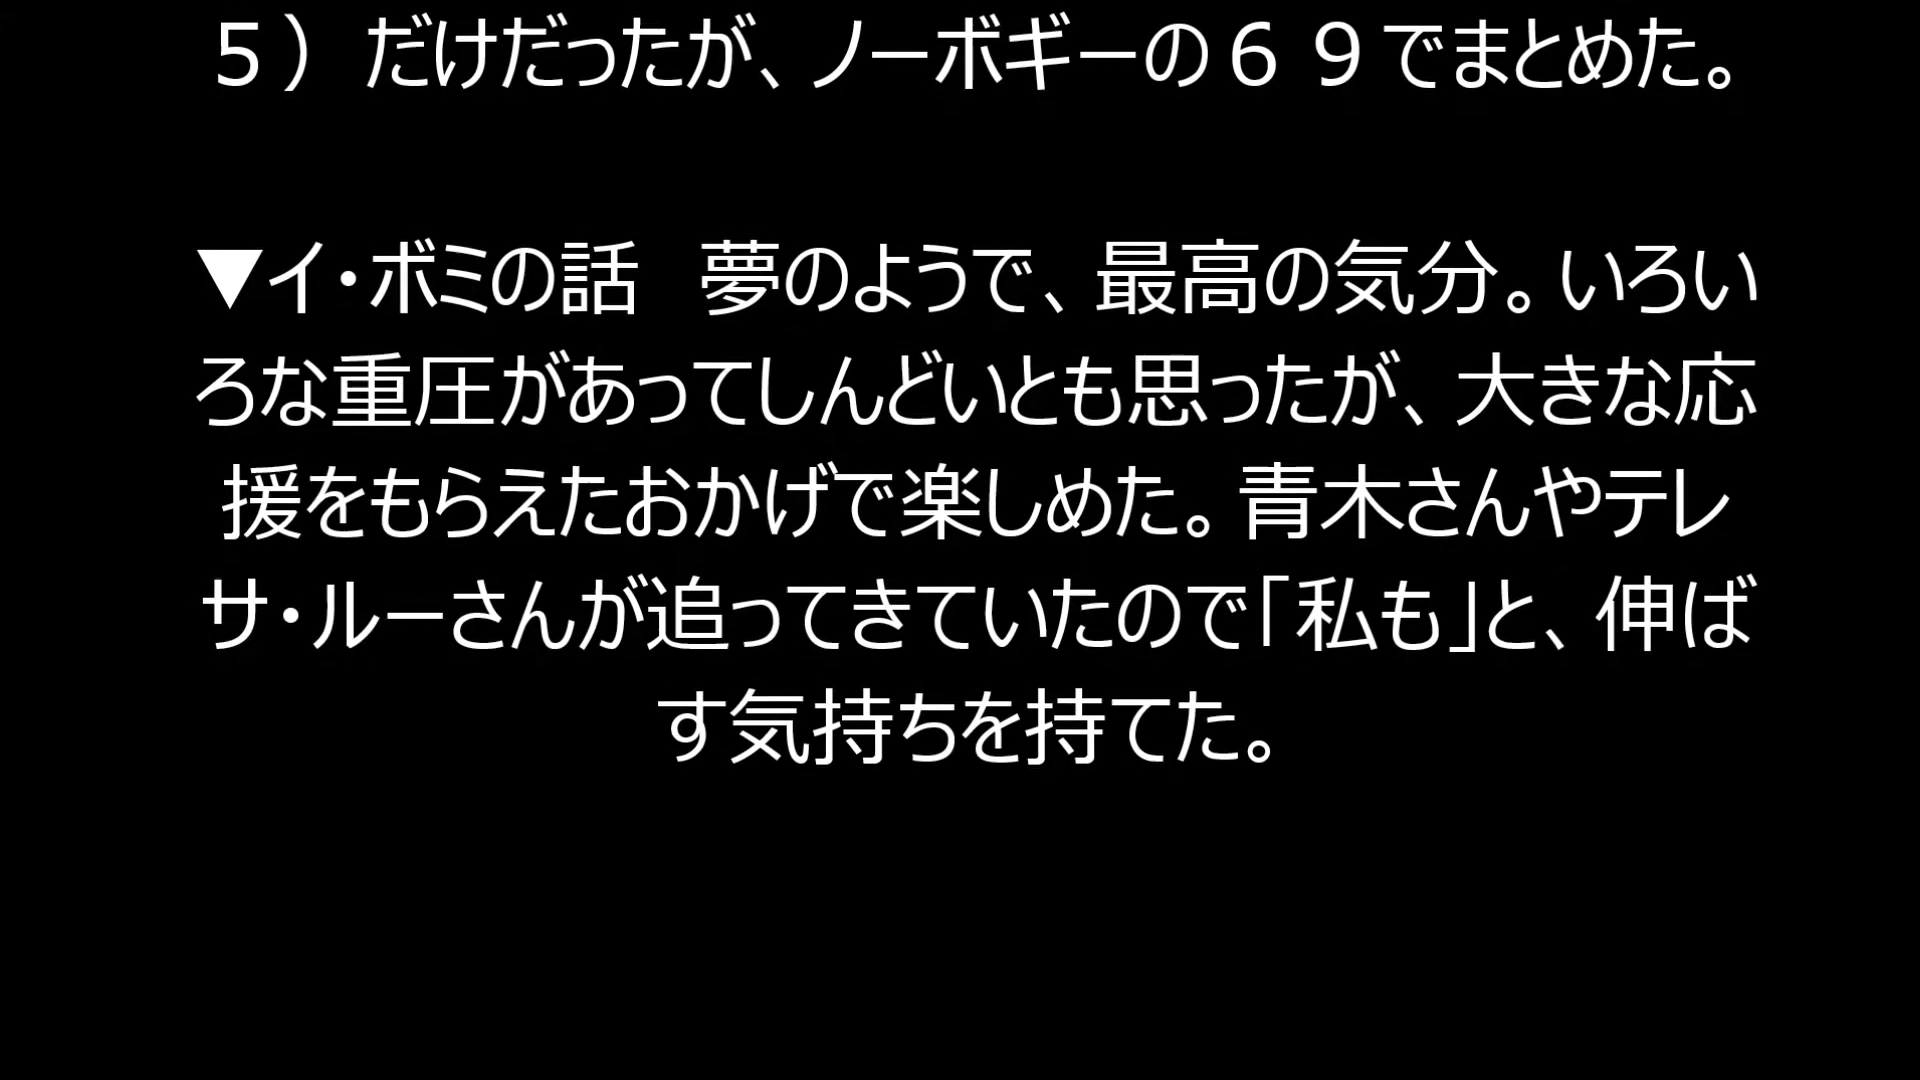 ５）だけだったが、ノーボギーの６９でまとめた。
▼イ・ボミの話　夢のようで、最高の気分。いろい
ろな重圧があってしんどいとも思ったが、大きな応
援をもらえたおかげで楽しめた。青木さんやテレ
サ・ルーさんが追ってきていたので「私も」と、伸ば
す気持ちを持てた。